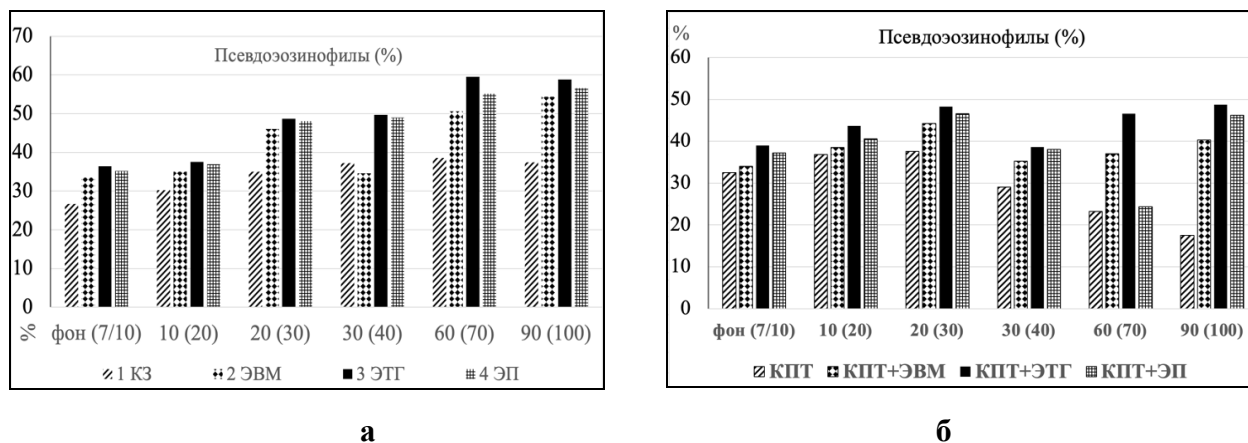 Псевдоэозинофилы (%)
70
60
50
40
30
20
10
0
%
фон (7/10) 10 (20) 20 (30) 30 (40) 60 (70) 90 (100)
1 КЗ 2 ЭВМ 3 ЭТГ 4 ЭП
а
%
Псевдоэозинофилы (%)
60
50
40
30
20
10
0
фон (7/10) 10 (20) 20 (30) 30 (40) 60 (70) 90 (100)
КПТ КПТ+ЭВМ КПТ+ЭТГ КПТ+ЭП
б